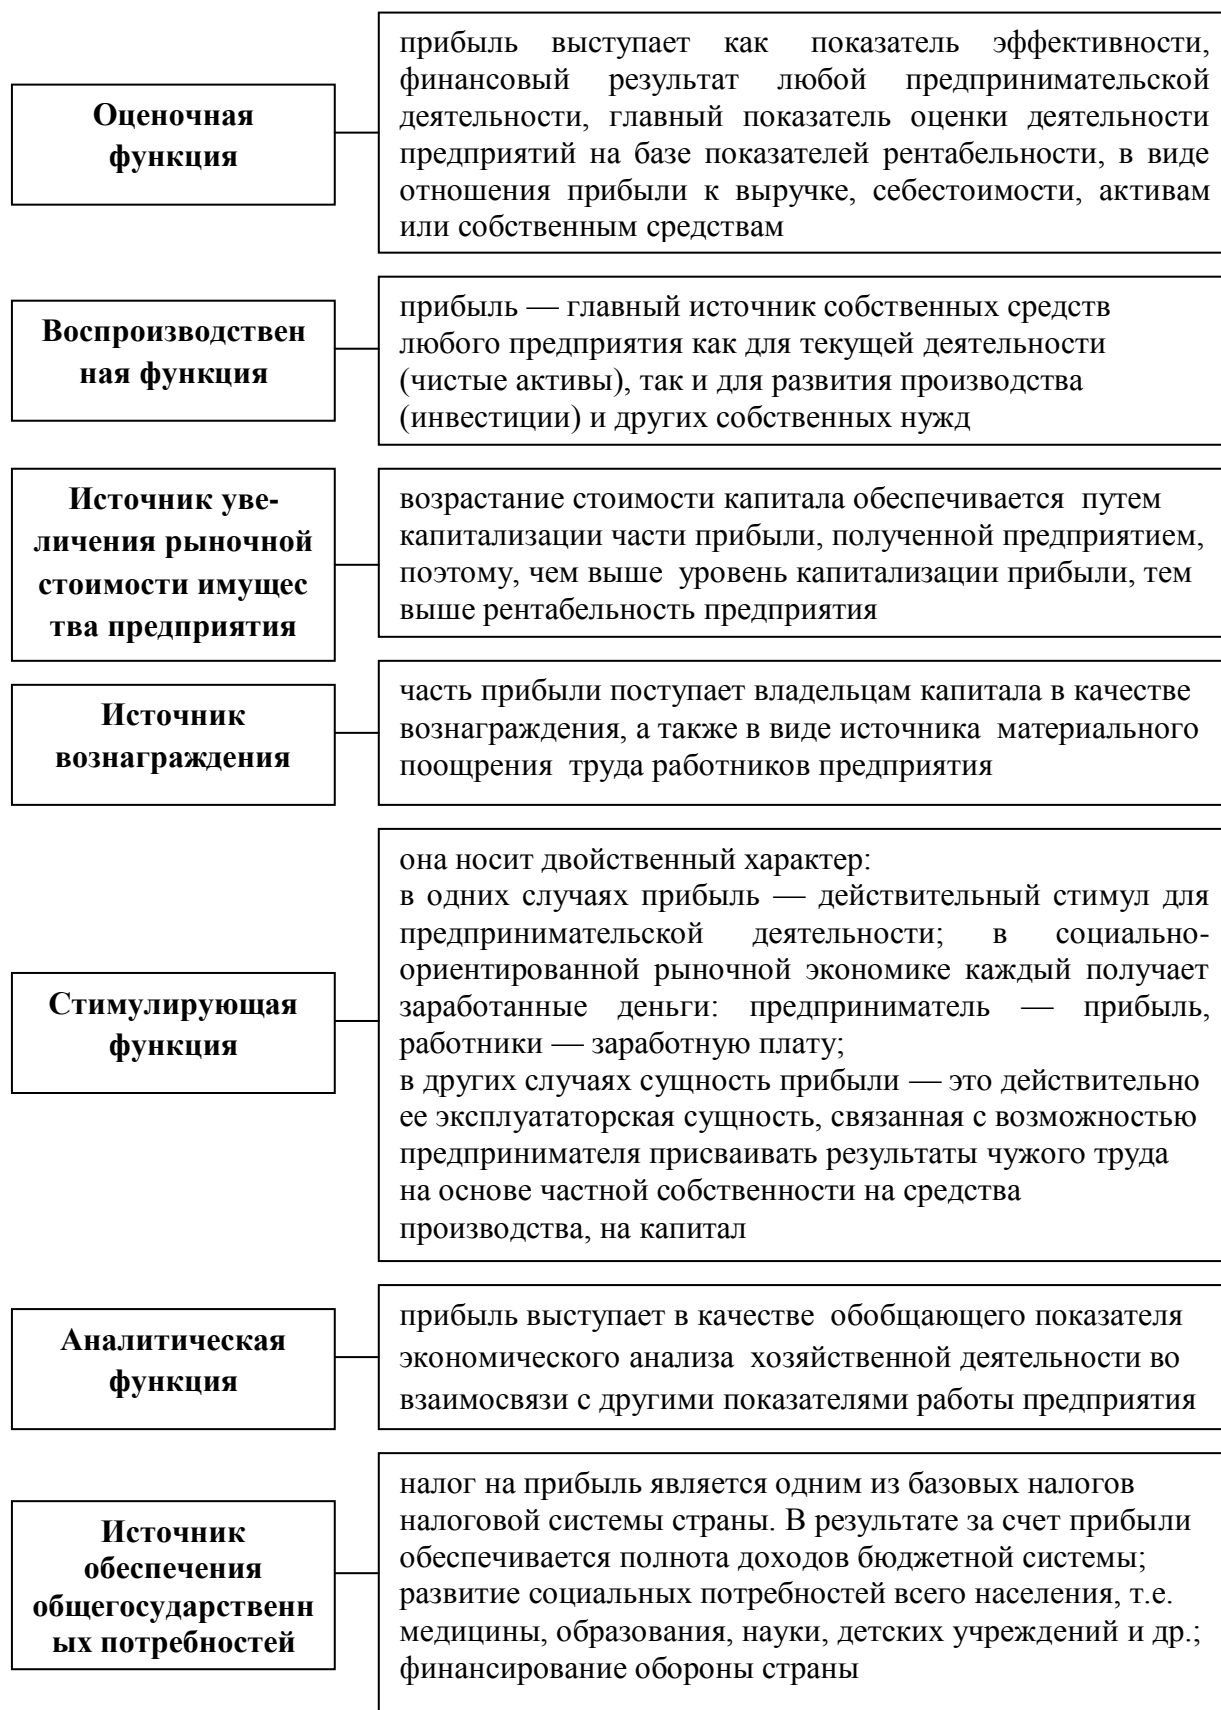 Оценочная
функция
прибыль выступает как показатель эффективности,
финансовый результат любой предпринимательской
деятельности, главный показатель оценки деятельности
предприятий на базе показателей рентабельности, в виде
отношения прибыли к выручке, себестоимости, активам
или собственным средствам
Воспроизводствен
ная функция
прибыль — главный источник собственных средств
любого предприятия как для текущей деятельности
(чистые активы), так и для развития производства
(инвестиции) и других собственных нужд
Источник уве-
личения рыночной
стоимости имущес
тва предприятия
возрастание стоимости капитала обеспечивается путем
капитализации части прибыли, полученной предприятием,
поэтому, чем выше уровень капитализации прибыли, тем
выше рентабельность предприятия
Источник
вознаграждения
часть прибыли поступает владельцам капитала в качестве
вознаграждения, а также в виде источника материального
поощрения труда работников предприятия
Стимулирующая
функция
она носит двойственный характер:
в одних случаях прибыль — действительный стимул для
предпринимательской деятельности; в социально-
ориентированной рыночной экономике каждый получает
заработанные деньги: предприниматель — прибыль,
работники — заработную плату;
в других случаях сущность прибыли — это действительно
ее эксплуататорская сущность, связанная с возможностью
предпринимателя присваивать результаты чужого труда
на основе частной собственности на средства
производства, на капитал
Аналитическая
функция
прибыль выступает в качестве обобщающего показателя
экономического анализа хозяйственной деятельности во
взаимосвязи с другими показателями работы предприятия
Источник
обеспечения
общегосударственн
ых потребностей
налог на прибыль является одним из базовых налогов
налоговой системы страны. В результате за счет прибыли
обеспечивается полнота доходов бюджетной системы;
развитие социальных потребностей всего населения, т.е.
медицины, образования, науки, детских учреждений и др.;
финансирование обороны страны